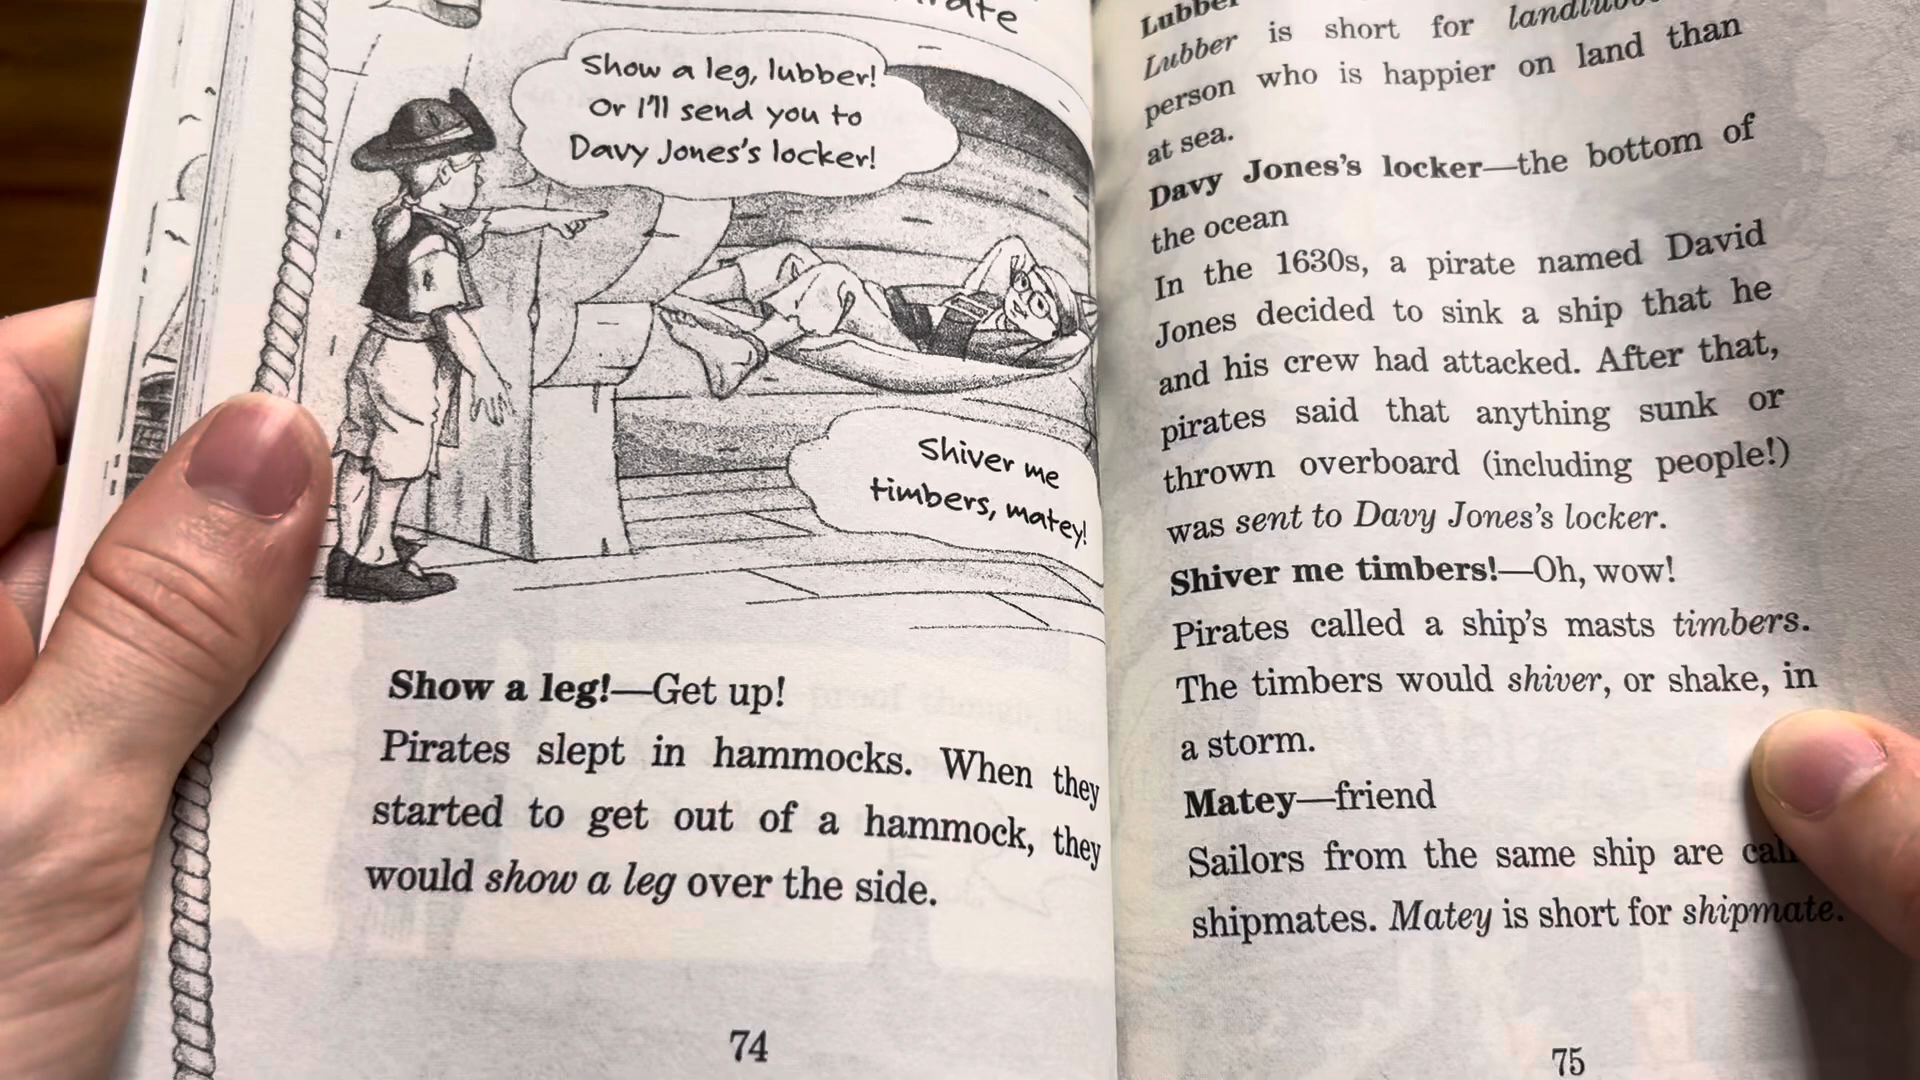 Show a leg, lubber!
Or I'll send you to
Davy Jones's locker!
Shiver me
timbers, matey!
Show a leg!—Get up!
Pirates slept in hammocks. When they
started to get out of a hammock, they
would show a leg over the side.
74
Lubber
Lubber is short for
person who is happier on land than
at sea.
Davy Jones's locker—the bottom of
the ocean
In the 1630s, a pirate named David
Jones decided to sink a ship that he
and his crew had attacked. After that,
pirates said that anything sunk or
thrown overboard (including people!)
was sent to Davy Jones's locker.
Shiver me timbers!—Oh, wow!
Pirates called a ship's masts timbers.
The timbers would shiver, or shake, in
a storm.
Matey—friend
Sailors from the same ship are
shipmates. Matey is short for shipmate.
75